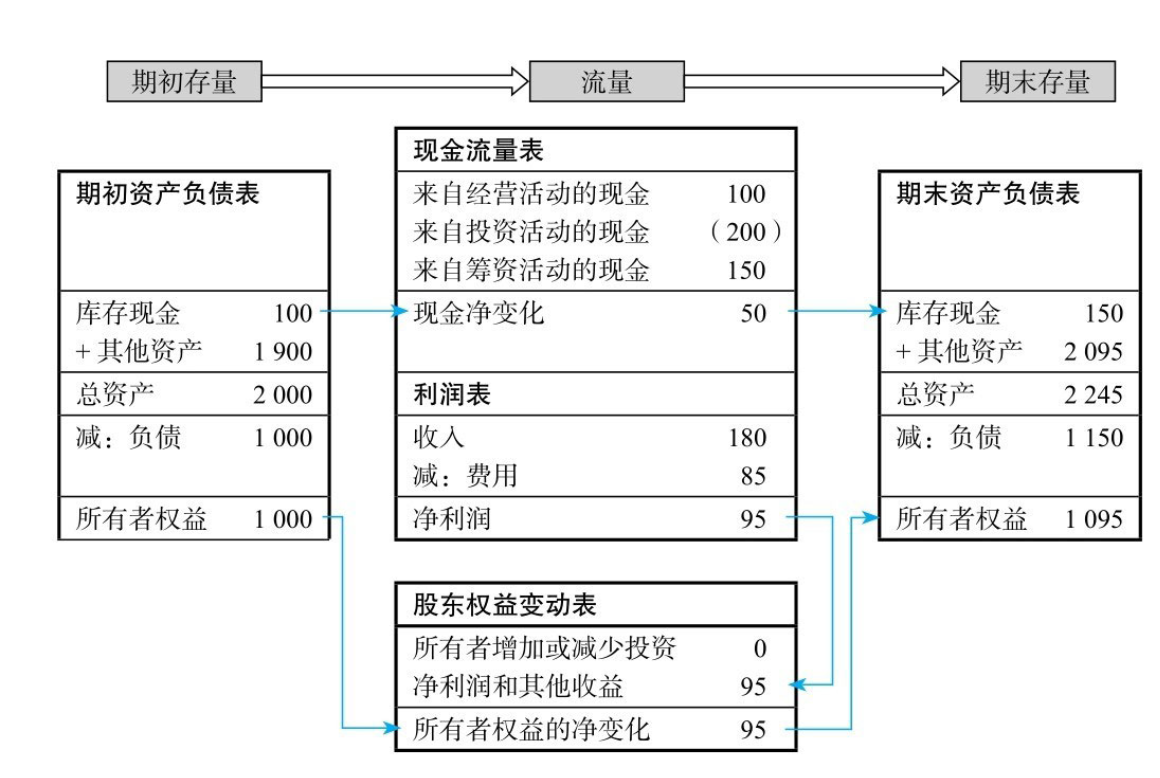 期初存量 流量 期末存量
期初资产负债表
库存现金 100
+ 其他资产 1 900
总资产 2 000
减：负债 1 000
所有者权益 1 000
现金流量表
来自经营活动的现金 100
来自投资活动的现金 （200）
来自筹资活动的现金 150
现金净变化 50
利润表
收入 180
减：费用 85
净利润 95
股东权益变动表
所有者增加或减少投资 0
净利润和其他收益 95
所有者权益的净变化 95
期末资产负债表
库存现金 150
+ 其他资产 2 095
总资产 2 245
减：负债 1 150
所有者权益 1 095